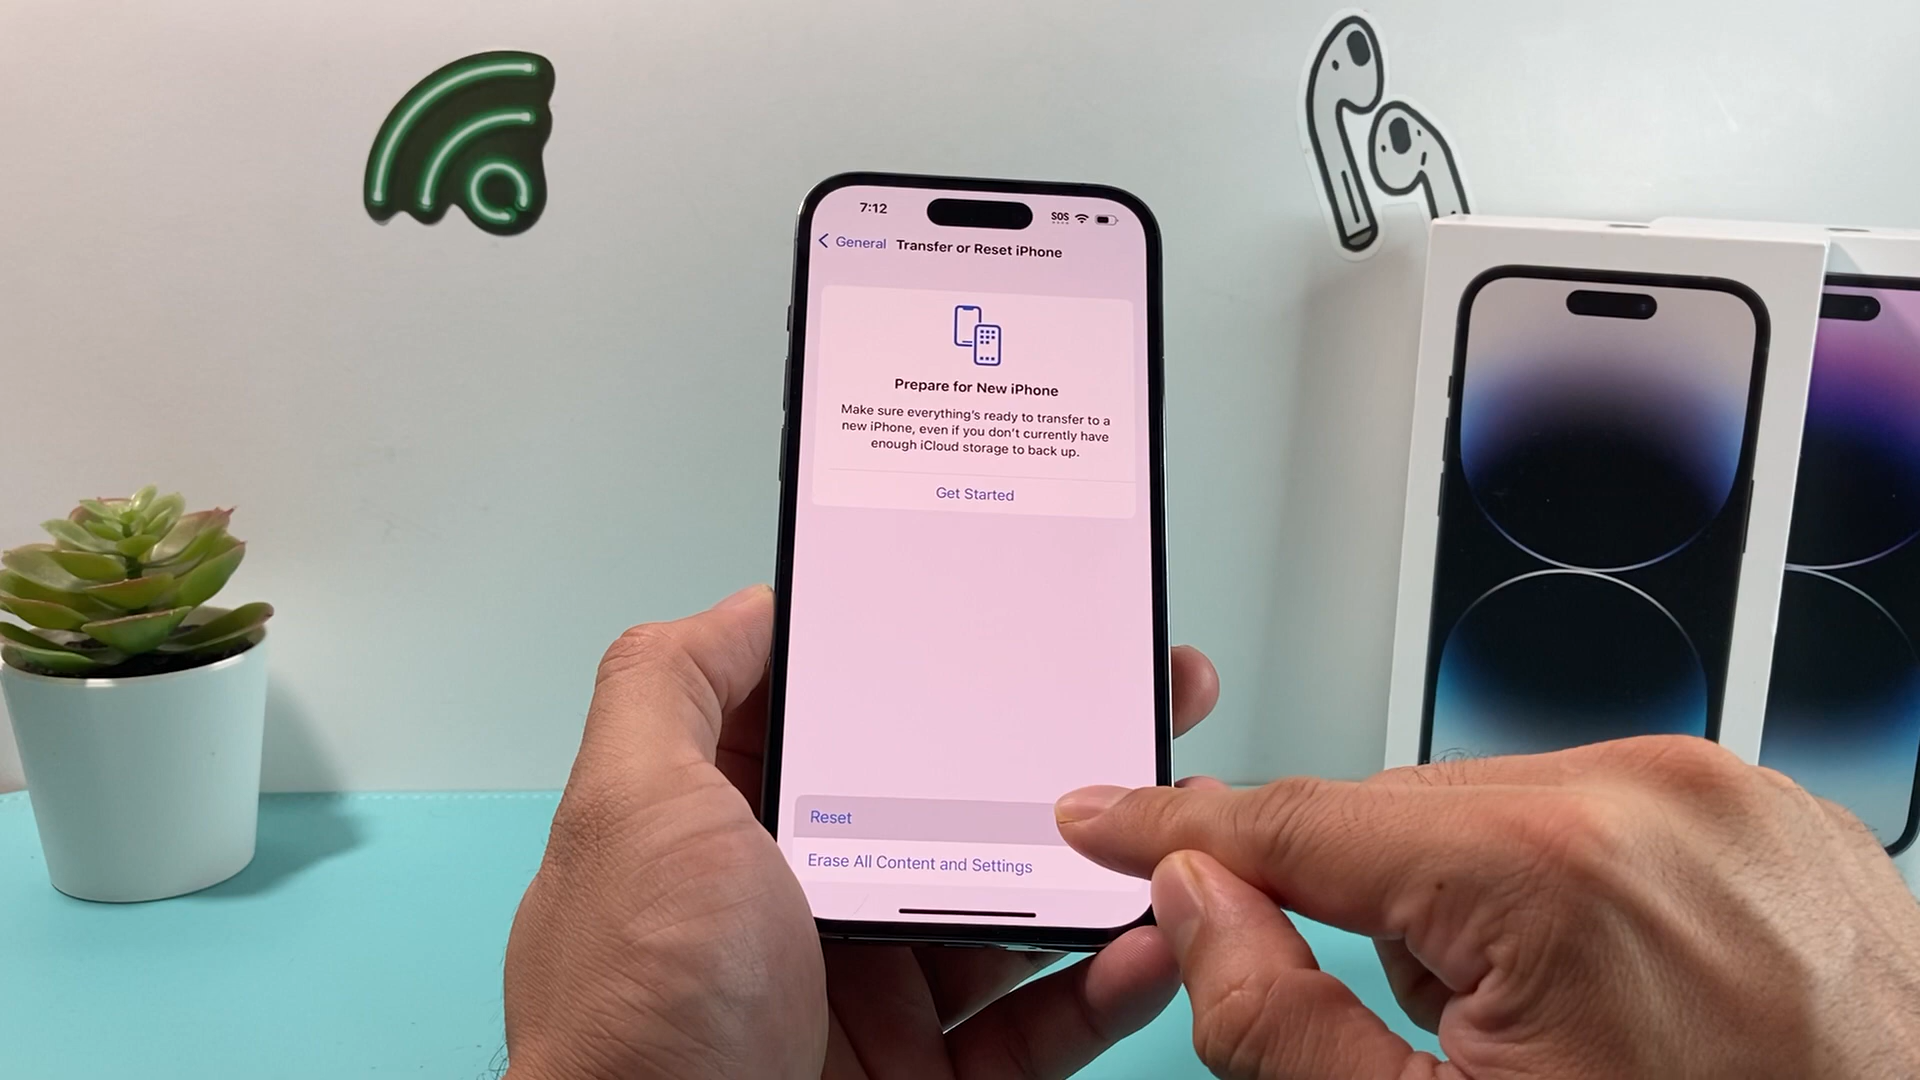 7:12
SOS
General
Transfer or Reset iPhone
Prepare for New iPhone
Make sure everything's ready to transfer to a
new iPhone, even if you don't currently have
enough iCloud storage to back up.
Get Started
Reset
Erase All Content and Settings